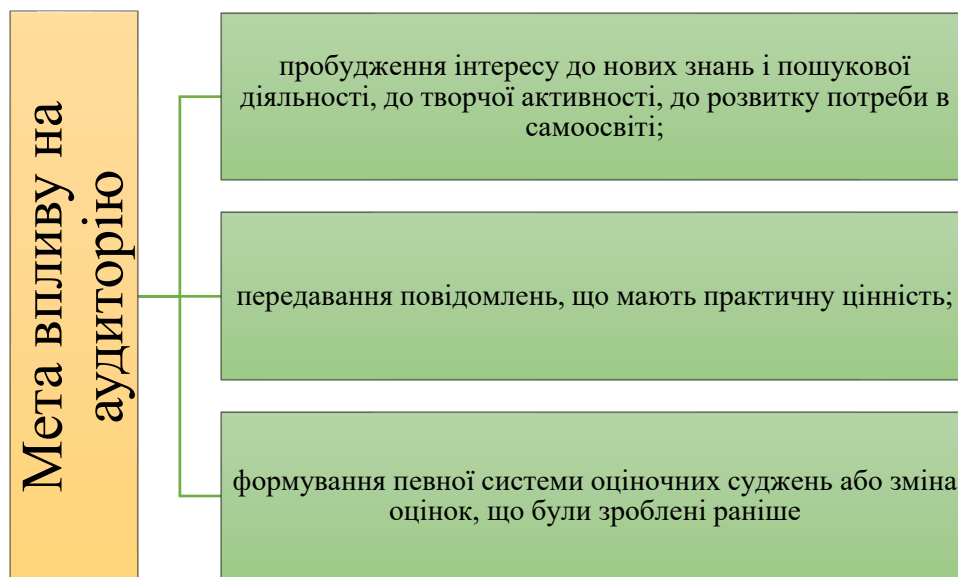 Мета впливу на
аудиторію
пробудження інтересу до нових знань і пошукової
діяльності, до творчої активності, до розвитку потреби в
самоосвіті;
передавання повідомлень, що мають практичну цінність;
формування певної системи оціночних суджень або зміна
оцінок, що були зроблені раніше